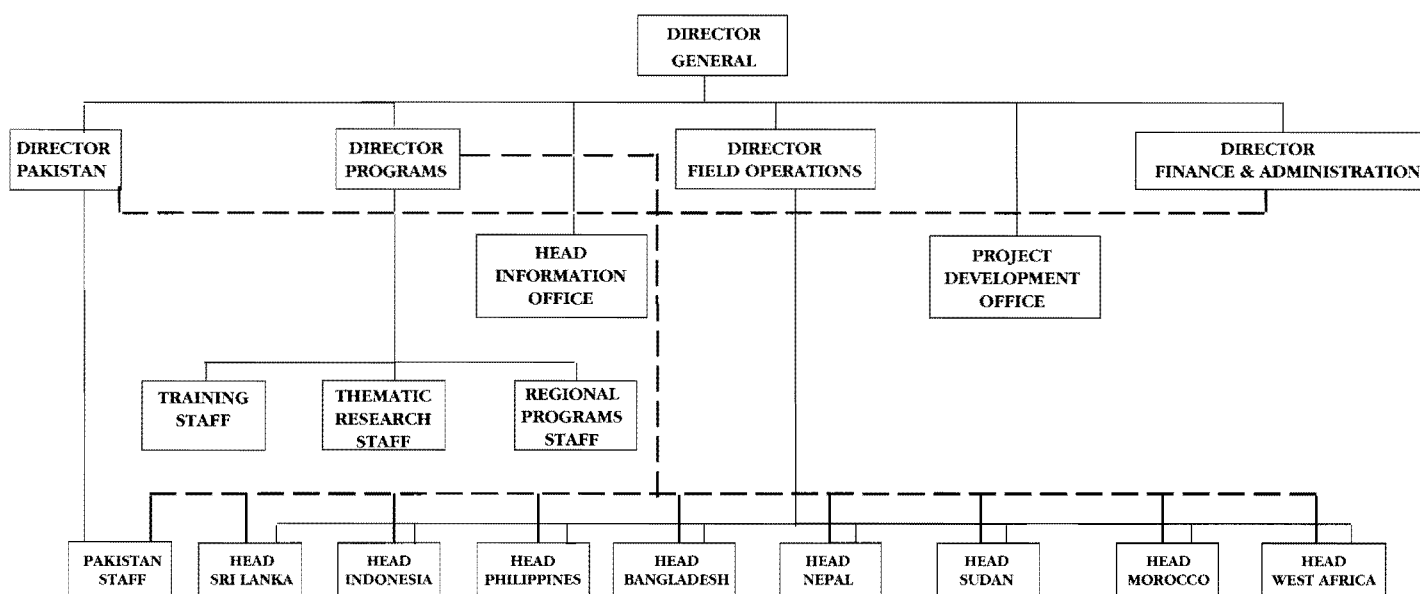 DIRECTOR
GENERAL
DIRECTOR
PAKISTAN
DIRECTOR
PROGRAMS
DIRECTOR
FIELD OPERATIONS
DIRECTOR
FINANCE & ADMINISTRATION
HEAD
INFORMATION
OFFICE
PROJECT
DEVELOPMENT
OFFICE
TRAINING
STAFF
THEMATIC
RESEARCH
STAFF
REGIONAL
PROGRAMS
STAFF
PAKISTAN
STAFF
HEAD
SRI LANKA
HEAD
INDONESIA
HEAD
PHILIPPINES
HEAD
BANGLADESH
HEAD
NEPAL
HEAD
SUDAN
HEAD
MOROCCO
HEAD
WEST AFRICA